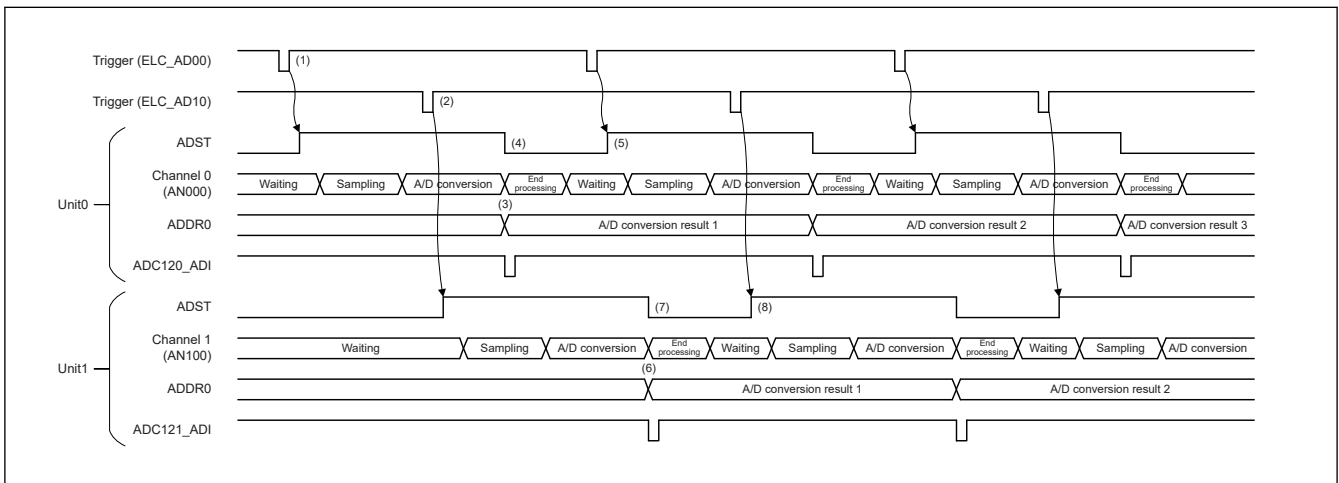 Trigger (ELC_AD00)
(1)
Trigger (ELC_AD10)
(2)
Unit0
ADST
(4)
(5)
Channel 0
(AN000)
Waiting
Sampling
A/D conversion
End
processing
Waiting
Sampling
A/D conversion
End
processing
Waiting
Sampling
A/D conversion
End
processing
(3)
ADDR0
A/D conversion result 1
A/D conversion result 2
A/D conversion result 3
ADC120_ADI
Unit1
ADST
(7)
(8)
Channel 1
(AN100)
Waiting
Sampling
A/D conversion
End
processing
Waiting
Sampling
A/D conversion
End
processing
Waiting
Sampling
A/D conversion
(6)
ADDR0
A/D conversion result 1
A/D conversion result 2
ADC121_ADI